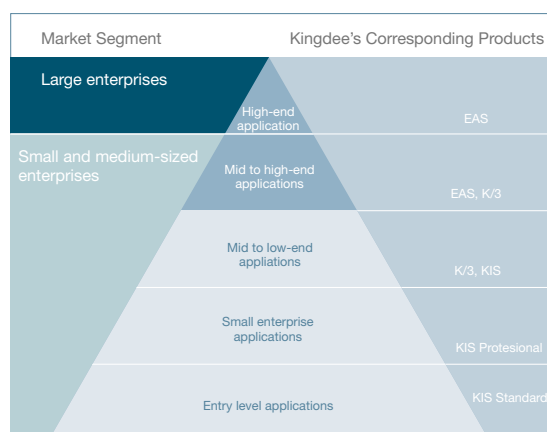 Market Segment
Kingdee's Corresponding Products
Large enterprises
High-end
application
EAS
Small and medium-sized
enterprises
Mid to high-end
applications
EAS, K/3
Mid to low-end
appliations
K/3, KIS
Small enterprise
applications
KIS Protesional
Entry level applications
KIS Standard